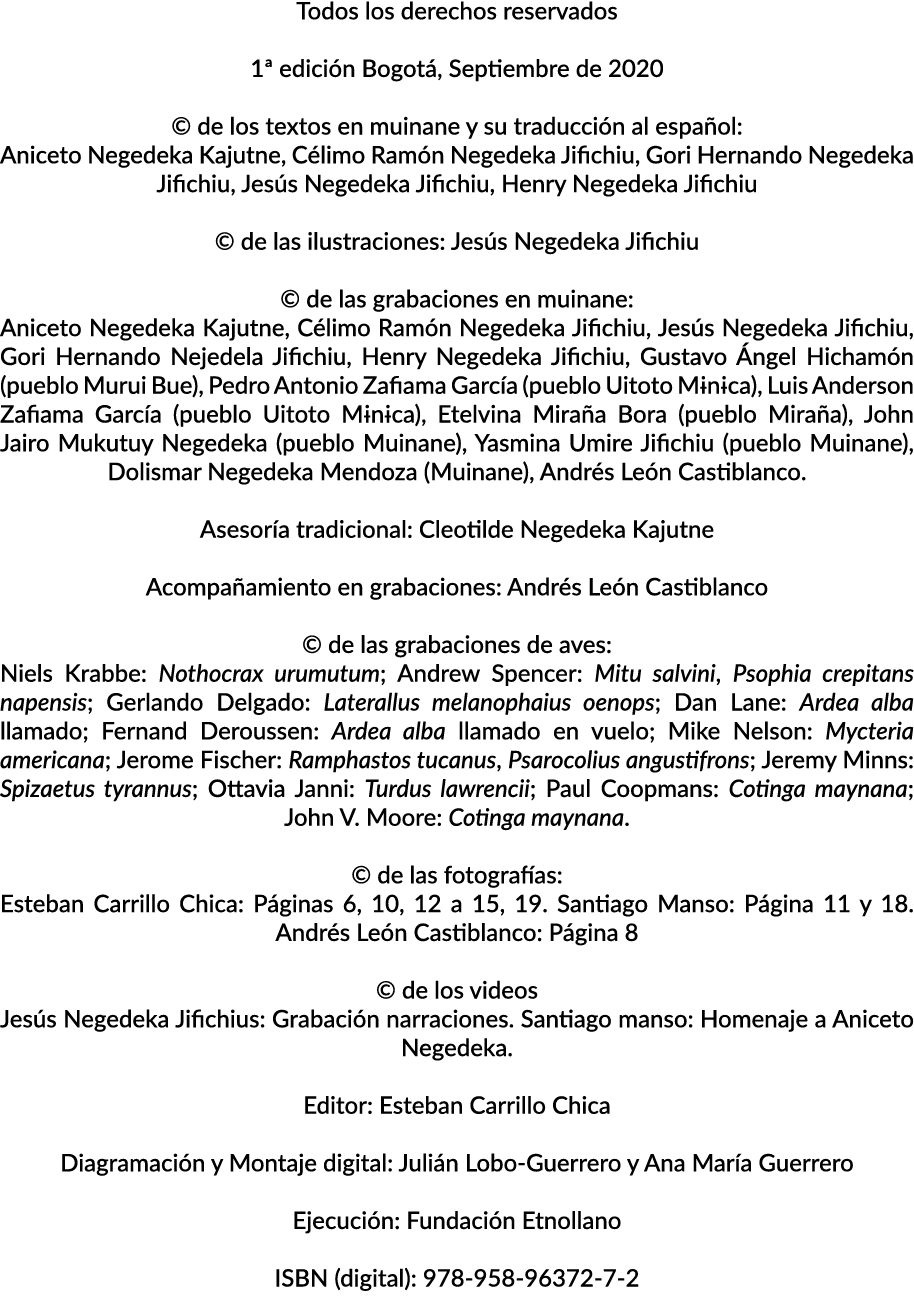 Todos los derechos reservados
1ª edición Bogotá, Septiembre de 2020
© de los textos en muinane y su traducción al español:
Aniceto Negedeka Kajutne, Célimo Ramón Negedeka Jifichiu, Gori Hernando Negedeka
Jifichiu, Jesús Negedeka Jifichiu, Henry Negedeka Jifichiu
© de las ilustraciones: Jesús Negedeka Jifichiu
© de las grabaciones en muinane:
Aniceto Negedeka Kajutne, Célimo Ramón Negedeka Jifichiu, Jesús Negedeka Jifichiu,
Gori Hernando Nejedela Jifichiu, Henry Negedeka Jifichiu, Gustavo Ángel Hichamón
(pueblo Murui Bue), Pedro Antonio Zafiama García (pueblo Uitoto Mɨnɨca), Luis Anderson
Zafiama García (pueblo Uitoto Mɨnɨca), Etelvina Miraña Bora (pueblo Miraña), John
Jairo Mukutuy Negedeka (pueblo Muinane), Yasmina Umire Jifichiu (pueblo Muinane),
Dolismar Negedeka Mendoza (Muinane), Andrés León Castiblanco.
Asesoría tradicional: Cleotilde Negedeka Kajutne
Acompañamiento en grabaciones: Andrés León Castiblanco
© de las grabaciones de aves:
Niels Krabbe: Nothocrax urumutum; Andrew Spencer: Mitu salvini, Psophia crepitans
napensis; Gerlando Delgado: Laterallus melanophaius oenops; Dan Lane: Ardea alba
llamado; Fernand Deroussen: Ardea alba llamado en vuelo; Mike Nelson: Mycteria
americana; Jerome Fischer: Ramphastos tucanus, Psarocolius angustifrons; Jeremy Minns:
Spizaetus tyrannus; Ottavia Janni: Turdus lawrencii; Paul Coopmans: Cotinga maynana;
John V. Moore: Cotinga maynana.
© de las fotografías:
Esteban Carrillo Chica: Páginas 6, 10, 12 a 15, 19. Santiago Manso: Página 11 y 18.
Andrés León Castiblanco: Página 8
© de los videos
Jesús Negedeka Jifichius: Grabación narraciones. Santiago manso: Homenaje a Aniceto
Negedeka.
Editor: Esteban Carrillo Chica
Diagramación y Montaje digital: Julián Lobo-Guerrero y Ana María Guerrero
Ejecución: Fundación Etnollano
ISBN (digital): 978-958-96372-7-2